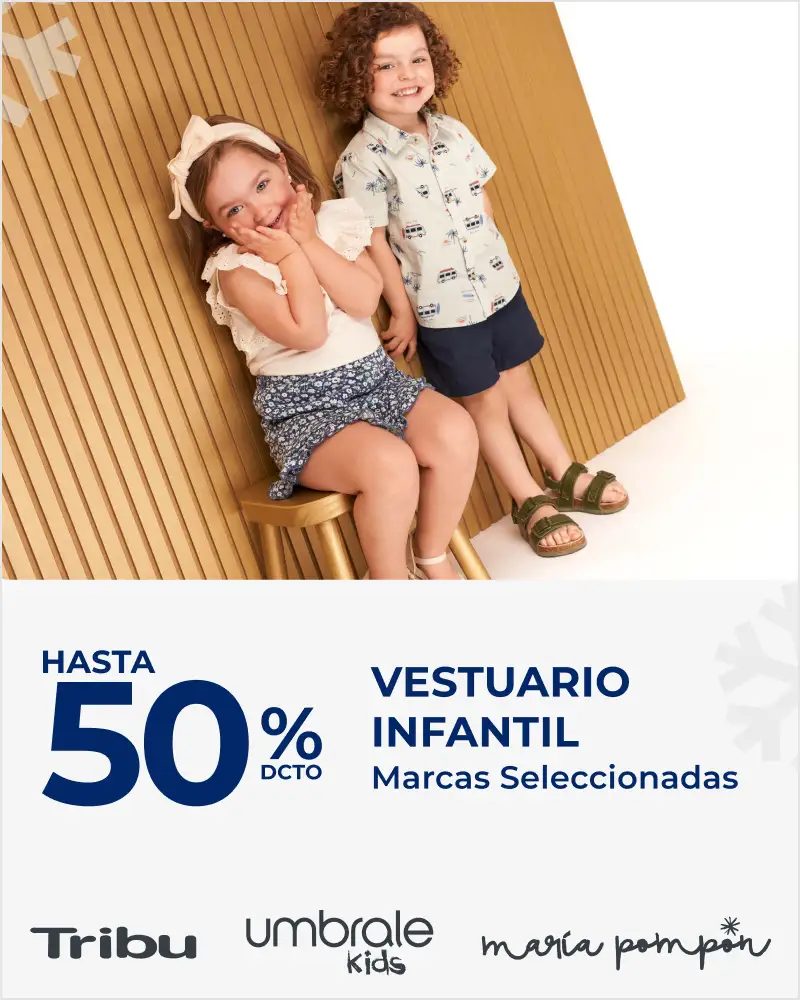 HASTA
50%
DCTO
VESTUARIO
INFANTIL
Marcas Seleccionadas
Tribu
umbrale
kids
maría pompón